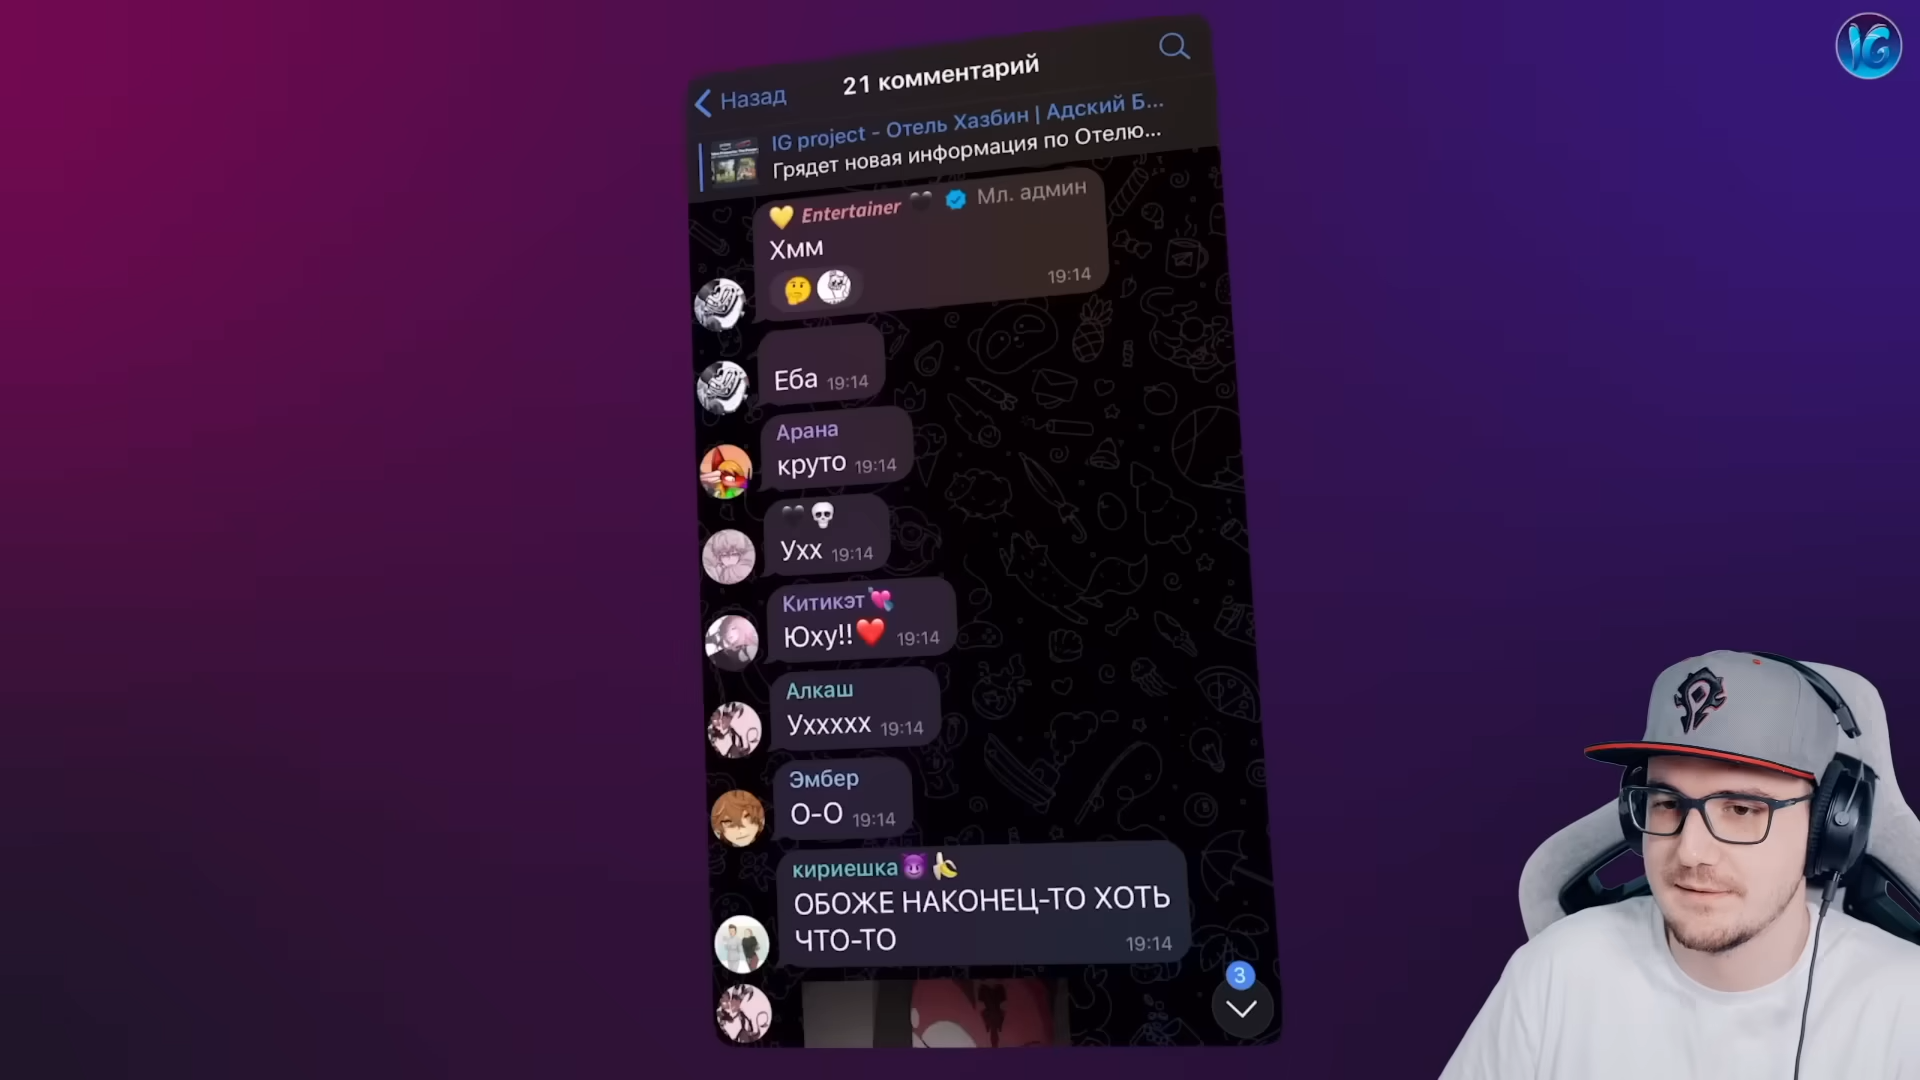 IG
21 комментарий
Назад
IG project - Отель Хазбин | Адский Б...
Грядет новая информация по Отелю...
Entertainer
Мл. админ
Хмм
19:14
Еба 19:14
Арана
круто 19:14
Ухх 19:14
Китикэт
Юху!! 19:14
Алкаш
Уххххх 19:14
Эмбер
О-О 19:14
кириешка
ОБОЖЕ НАКОНЕЦ-ТО ХОТЬ
ЧТО-ТО 19:14
3